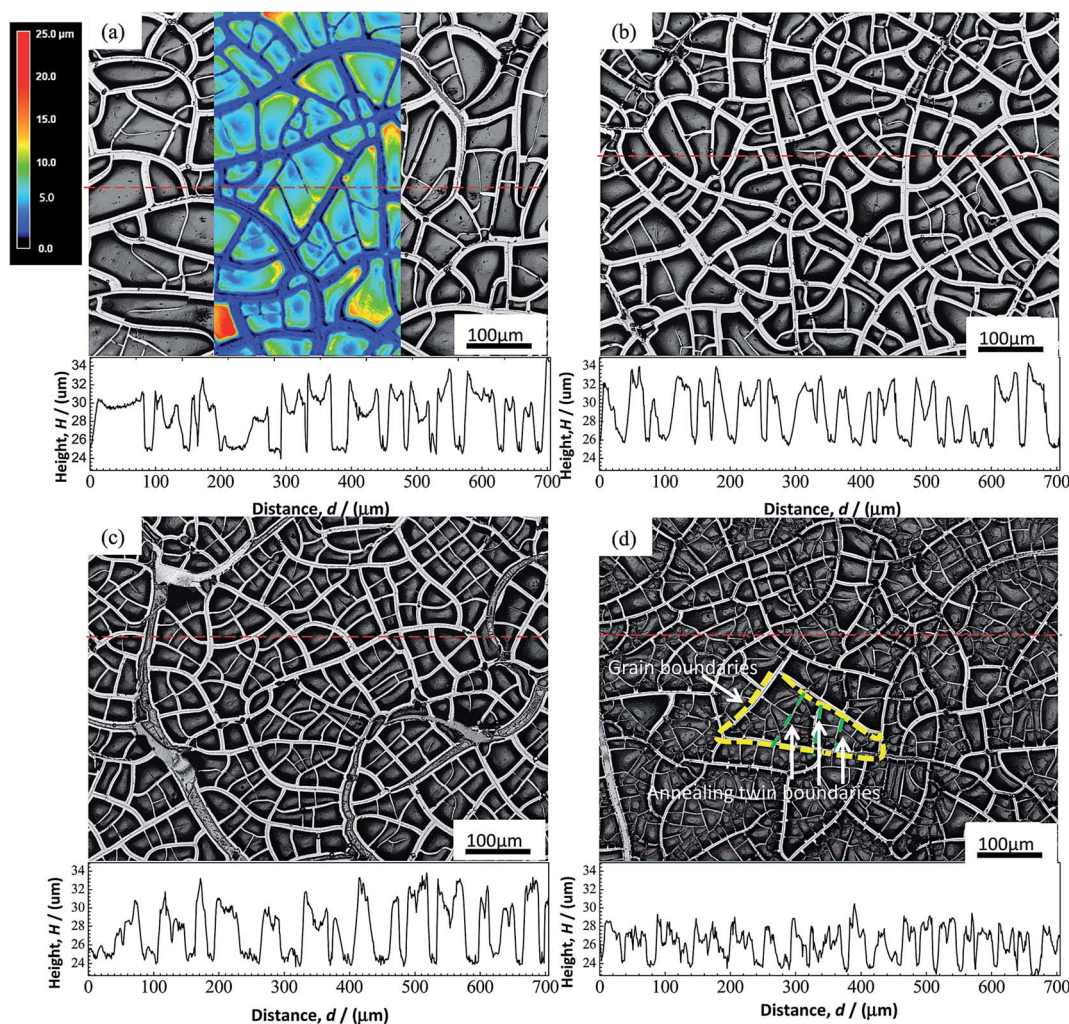 (a)
25.0 µm
20.0
15.0
10.0
5.0
0.0
100µm
34
32
30
28
26
24
Height, H / (um)
0 100 200 300 400 500 600 700
Distance, d / (µm)
(b)
100µm
34
32
30
28
26
24
Height,H / (um)
0 100 200 300 400 500 600 700
Distance, d / (µm)
(c)
100µm
34
32
30
28
26
24
Height, H / (um)
0 100 200 300 400 500 600 700
Distance, d / (µm)
(d)
Grain boundaries
Annealing twin boundaries
100µm
34
32
30
28
26
24
Height, H / (um)
0 100 200 300 400 500 600 700
Distance, d / (µm)